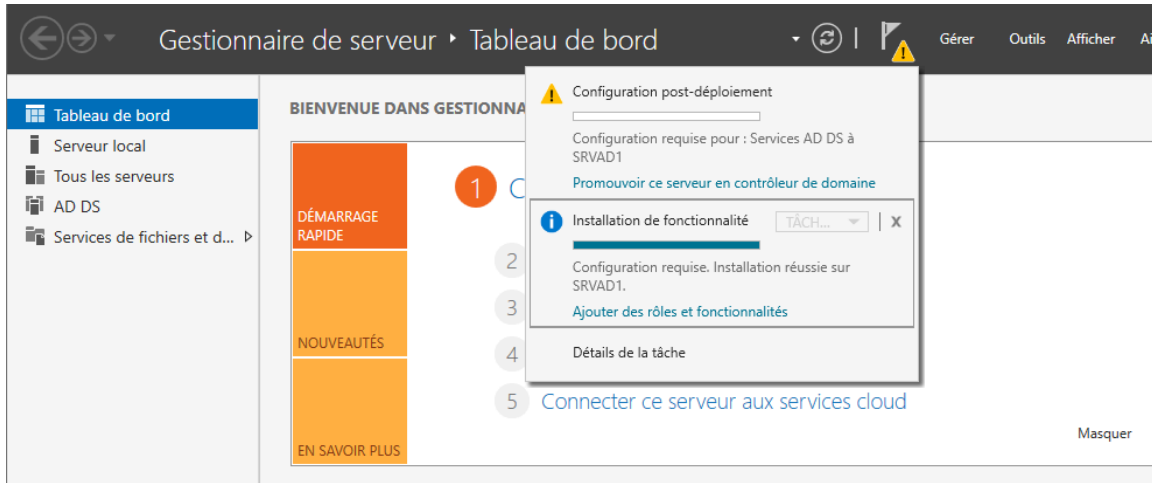 Gestionnaire de serveur ‣ Tableau de bord
Gérer
Outils
Afficher
Tableau de bord
Serveur local
Tous les serveurs
AD DS
Services de fichiers et d...
BIENVENUE DANS
DÉMARRAGE
RAPIDE
NOUVEAUTÉS
EN SAVOIR PLUS
1
2
3
4
5 Connecter ce serveur aux services cloud
Masquer
Configuration post-déploiement
Configuration requise pour : Services AD DS à
SRVAD1
Promouvoir ce serveur en contrôleur de domaine
Installation de fonctionnalité
TÂCH...
X
Configuration requise. Installation réussie sur
SRVAD1.
Ajouter des rôles et fonctionnalités
Détails de la tâche